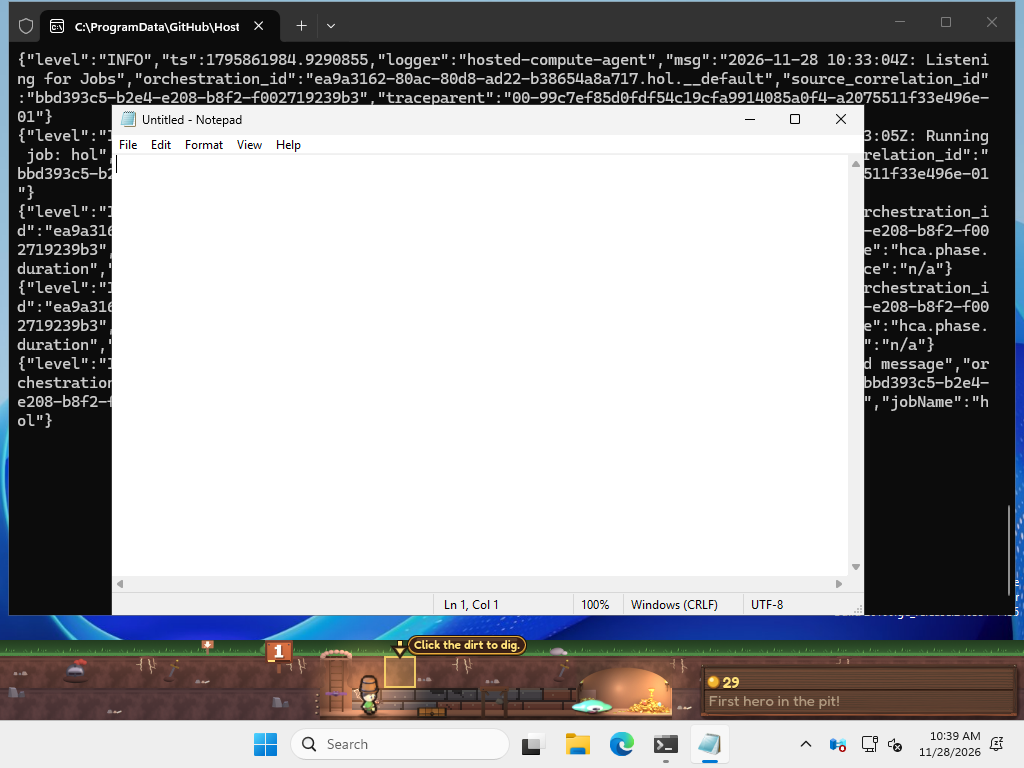 C:\ProgramData\GitHub\Host
{"level":"INFO","ts":1795861984.9290855,"logger":"hosted-compute-agent","msg":"2026-11-28 10:33:04Z: Listeni
ng for Jobs","orchestration_id":"ea9a3162-80ac-80d8-ad22-b38654a8a717.hol.__default","source_correlation_id"
:"bbd393c5-b2e4-e208-b8f2-f002719239b3","traceparent":"00-99c7ef85d0fdf54c19cfa9914085a0f4-a2075511f33e496e-
01"}
{"level":" 3:05Z: Running
job: hol" relation_id":"
bbd393c5-b2 511f33e496e-01
"}
{"level":" rchestration_i
d":"ea9a316 -e208-b8f2-f00
2719239b3" e":"hca.phase.
duration"," ce":"n/a"}
{"level":" rchestration_i
d":"ea9a316 -e208-b8f2-f00
2719239b3" e":"hca.phase.
duration"," ":"n/a"}
{"level":" d message","or
chestration bbd393c5-b2e4-
e208-b8f2-f ","jobName":"h
ol"}
Untitled - Notepad
File Edit Format View Help
Ln 1, Col 1 100% Windows (CRLF) UTF-8
1
Click the dirt to dig.
29
First hero in the pit!
Search
10:39 AM
11/28/2026